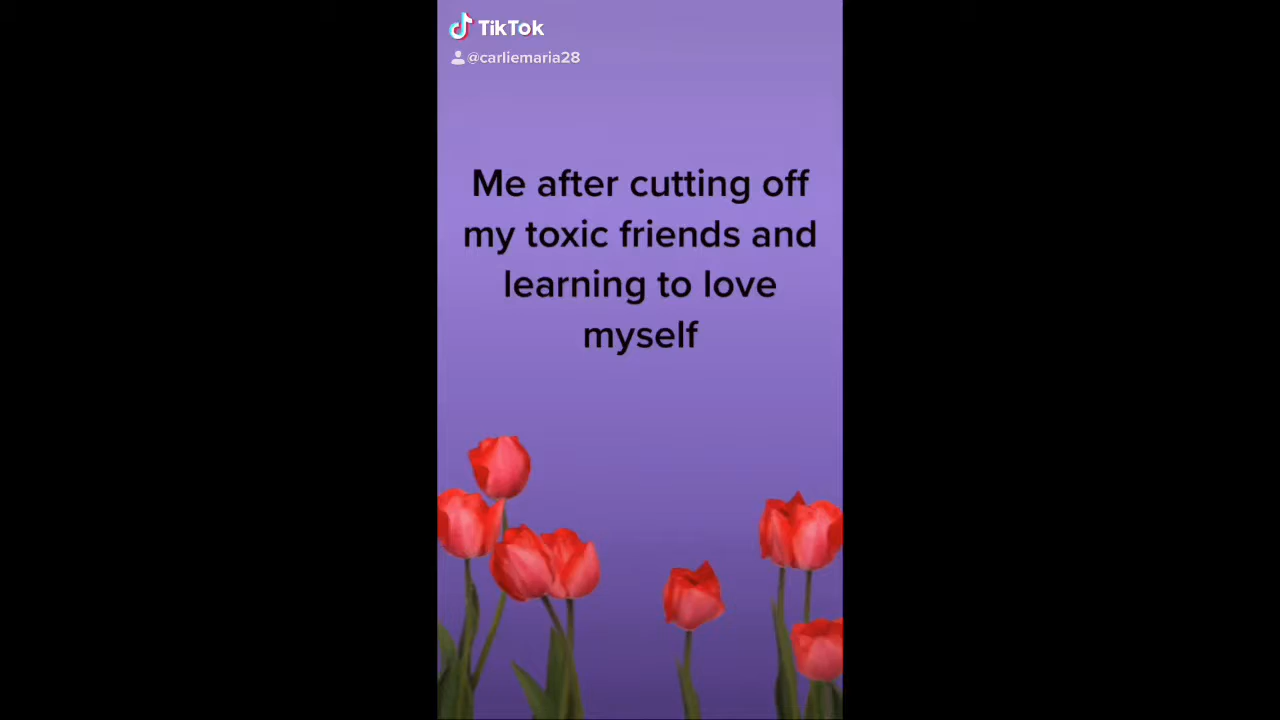 TikTok
@carliemaria28
Me after cutting off
my toxic friends and
learning to love
myself